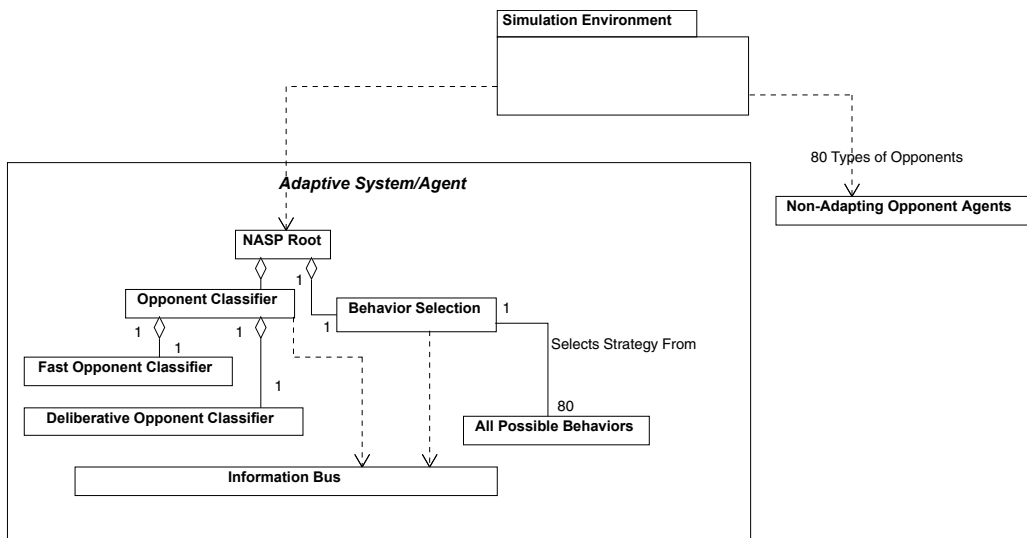 Simulation Environment
80 Types of Opponents
Non-Adapting Opponent Agents
Adaptive System/Agent
NASP Root
1
Opponent Classifier
Behavior Selection
1
1
1
1
1
Selects Strategy From
Fast Opponent Classifier
1
80
Deliberative Opponent Classifier
All Possible Behaviors
Information Bus